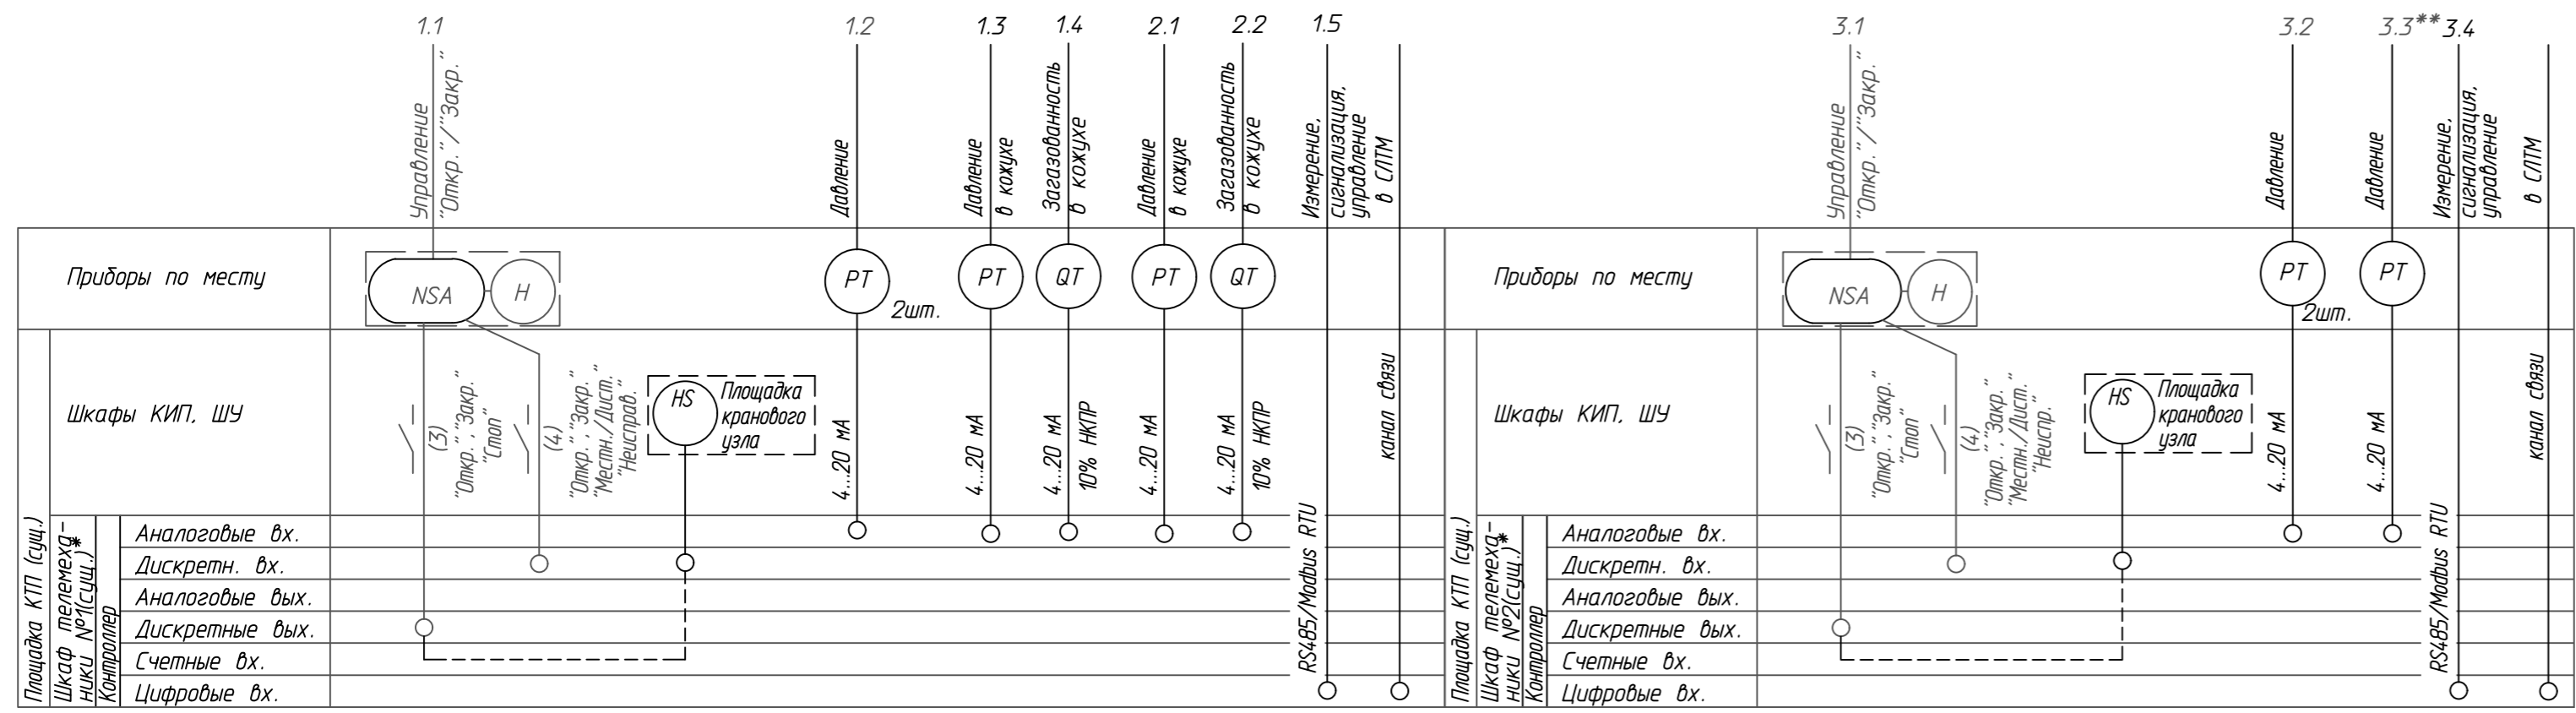 1.1
1.2
1.3
1.4
2.1
2.2
1.5
3.1
3.2
3.3**
3.4
Управление
"Откр."/"Закр."
Давление
Давление
в кожухе
Загазованность
в кожухе
Давление
в кожухе
Загазованность
в кожухе
Измерение,
сигнализация,
управление
в СЛТМ
Управление
"Откр."/"Закр."
Давление
Давление
Измерение,
сигнализация,
управление
в СЛТМ
Приборы по месту
NSA
H
PT
2шт.
PT
QT
PT
QT
Приборы по месту
NSA
H
PT
2шт.
PT
Шкафы КИП, ШУ
(3)
"Откр.","Закр."
"Стоп"
(4)
"Откр.","Закр."
"Местн./Дист."
"Неисправ."
HS
Площадка
кранового
узла
4...20 мА
4...20 мА
4...20 мА
10% НКПР
4...20 мА
4...20 мА
10% НКПР
канал связи
Шкафы КИП, ШУ
(3)
"Откр.","Закр."
"Стоп"
(4)
"Откр.","Закр."
"Местн./Дист."
"Неиспр."
HS
Площадка
кранового
узла
4...20 мА
4...20 мА
канал связи
Площадка КТП (сущ.)
Шкаф телемеха-
ники №1(сущ.)*
Контроллер
Аналоговые вх.
Дискретн. вх.
Аналоговые вых.
Дискретные вых.
Счетные вх.
Цифровые вх.
RS485/Modbus RTU
Площадка КТП (сущ.)
Шкаф телемеха-
ники №2(сущ.)*
Контроллер
Аналоговые вх.
Дискретн. вх.
Аналоговые вых.
Дискретные вых.
Счетные вх.
Цифровые вх.
RS485/Modbus RTU